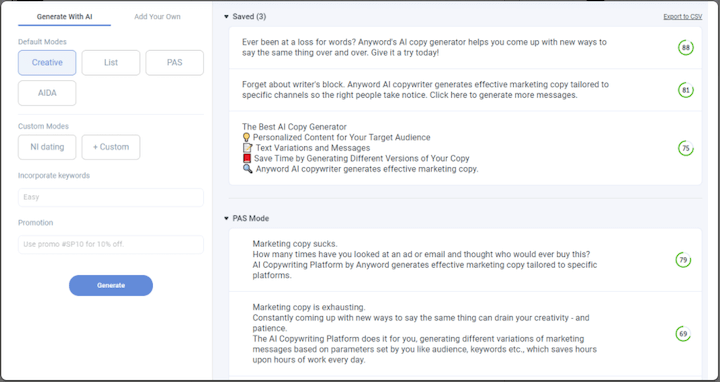 Generate With AI
Add Your Own
Default Modes
Creative
List
PAS
AIDA
Custom Modes
NI dating
+ Custom
Incorporate keywords
Easy
Promotion
Use promo #SP10 for 10% off.
Generate
Saved (3)
Export to CSV
Ever been at a loss for words? Anyword's AI copy generator helps you come up with new ways to
say the same thing over and over. Give it a try today!
88
Forget about writer's block. Anyword AI copywriter generates effective marketing copy tailored to
specific channels so the right people take notice. Click here to generate more messages.
81
The Best AI Copy Generator
💡 Personalized Content for Your Target Audience
📝 Text Variations and Messages
📕 Save Time by Generating Different Versions of Your Copy
🔍 Anyword AI copywriter generates effective marketing copy.
75
PAS Mode
Marketing copy sucks.
How many times have you looked at an ad or email and thought who would ever buy this?
AI Copywriting Platform by Anyword generates effective marketing copy tailored to specific
platforms.
79
Marketing copy is exhausting.
Constantly coming up with new ways to say the same thing can drain your creativity - and
patience.
The AI Copywriting Platform does it for you, generating different variations of marketing
messages based on parameters set by you like audience, keywords etc., which saves hours
upon hours of work every day.
69